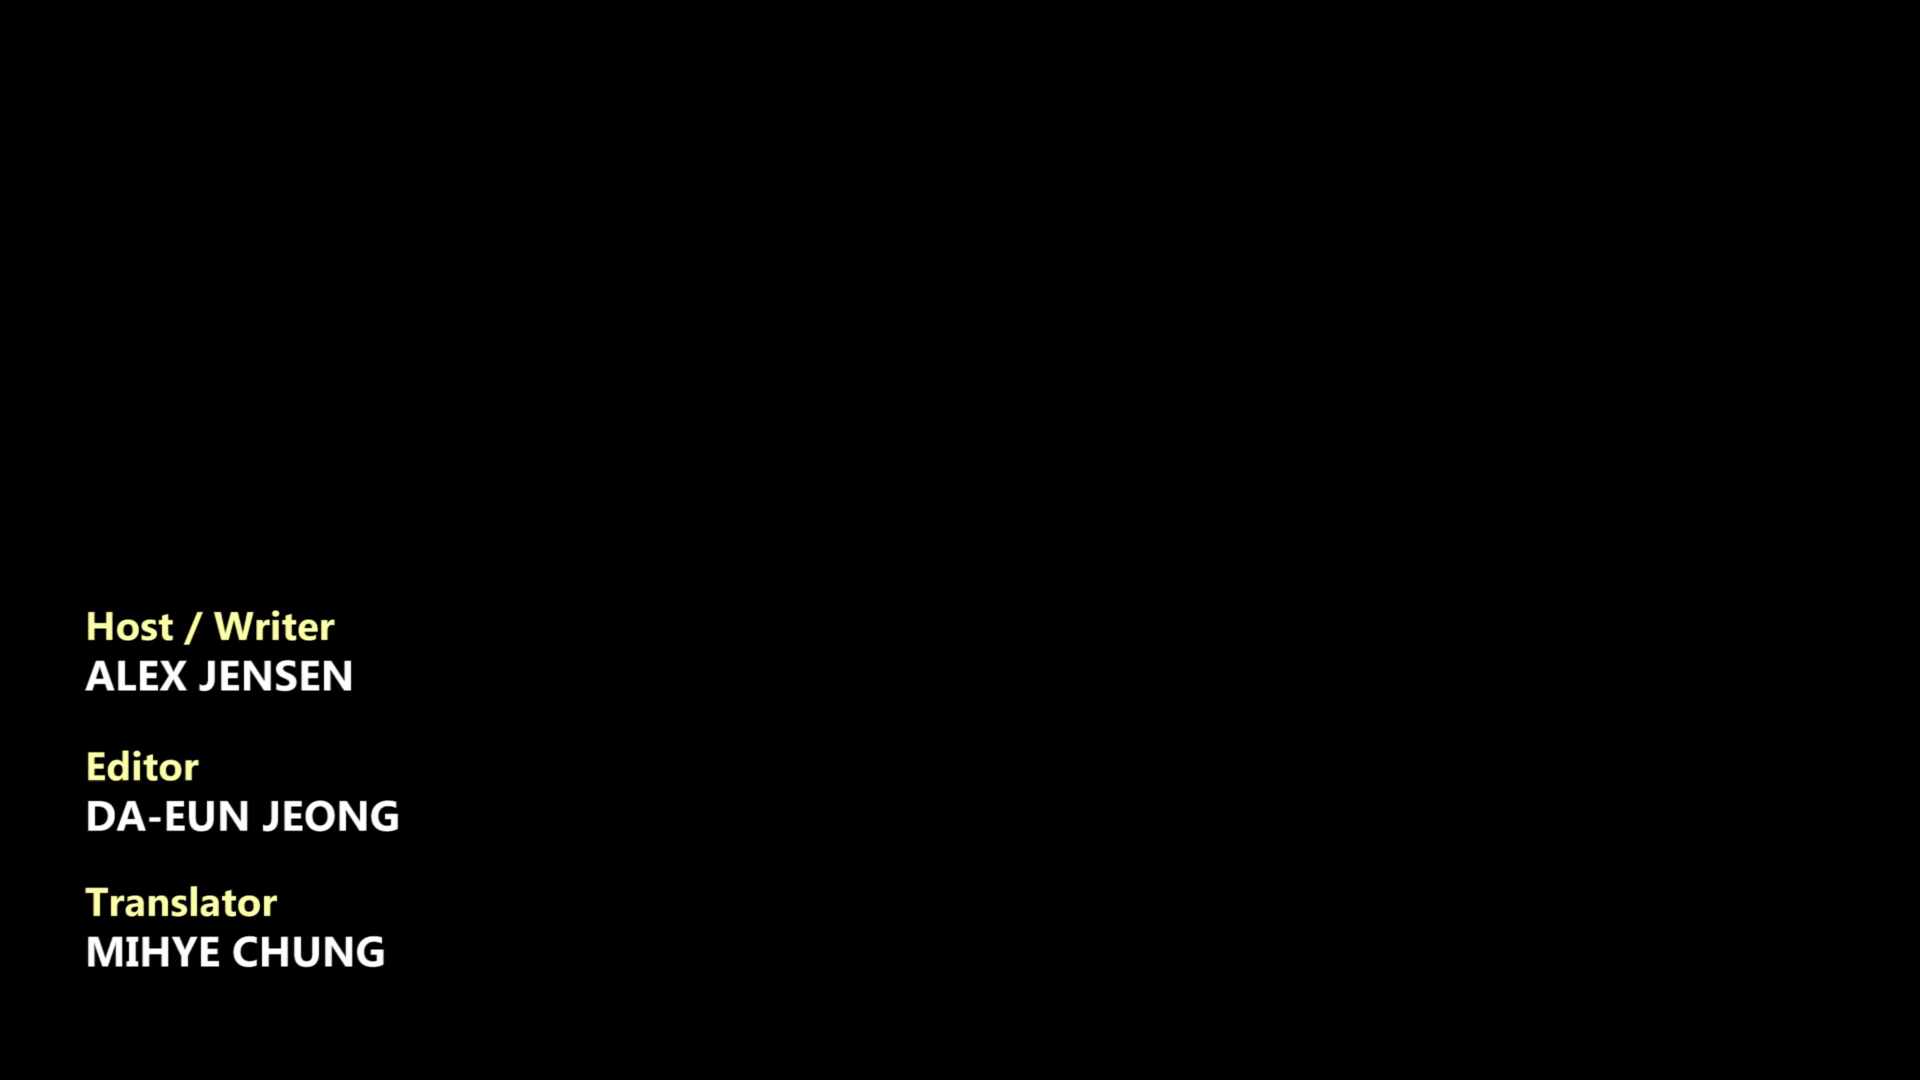 Host / Writer
ALEX JENSEN
Editor
DA-EUN JEONG
Translator
MIHYE CHUNG